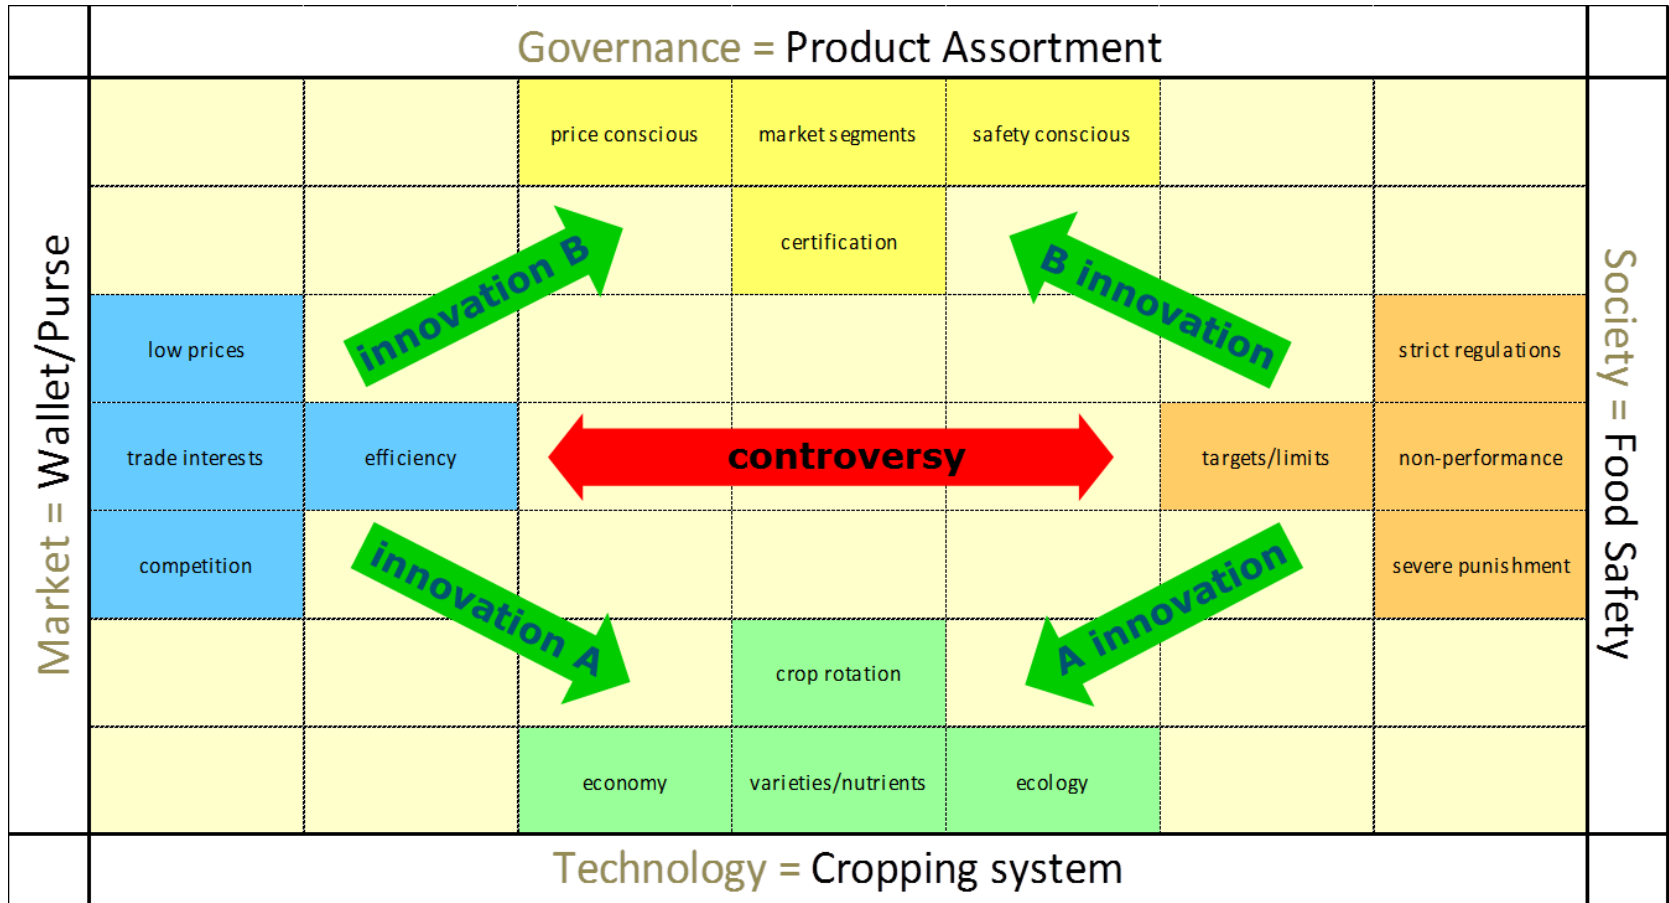 Governance = Product Assortment
price conscious
market segments
safety conscious
certification
innovation B
B innovation
Market = Wallet/Purse
low prices
strict regulations
Society = Food Safety
trade interests
efficiency
controversy
targets/limits
non-performance
competition
severe punishment
innovation A
A innovation
crop rotation
economy
varieties/nutrients
ecology
Technology = Cropping system